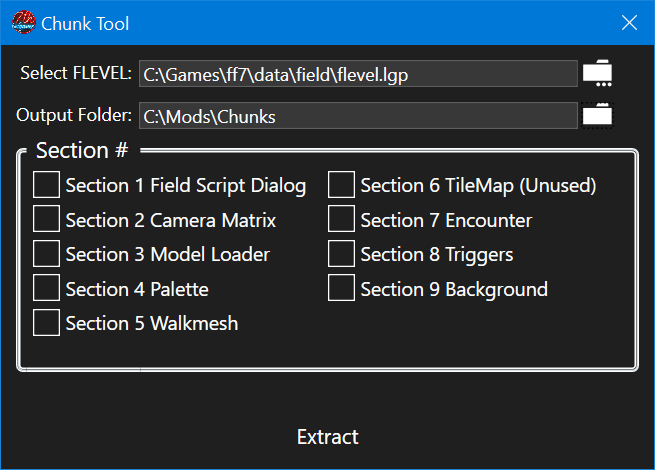 Chunk Tool
Select FLEVEL: C:\Games\ff7\data\field\flevel.lgp
Output Folder: C:\Mods\Chunks
Section #
Section 1 Field Script Dialog
Section 2 Camera Matrix
Section 3 Model Loader
Section 4 Palette
Section 5 Walkmesh
Section 6 TileMap (Unused)
Section 7 Encounter
Section 8 Triggers
Section 9 Background
Extract